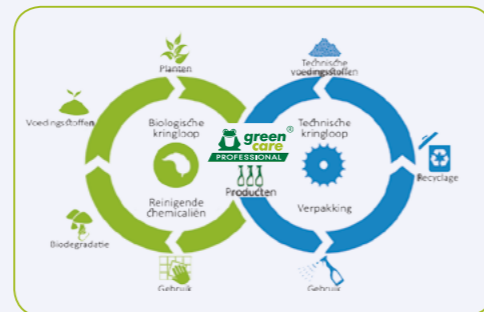 Planten
Technische
voedingsstoffen
Voedingsstoffen
Biologische
kringloop
green
care
®
PROFESSIONAL
Technische
kringloop
Recyclage
Producten
Reinigende
chemicaliën
Verpakking
Biodegradatie
Gebruik
Gebruik